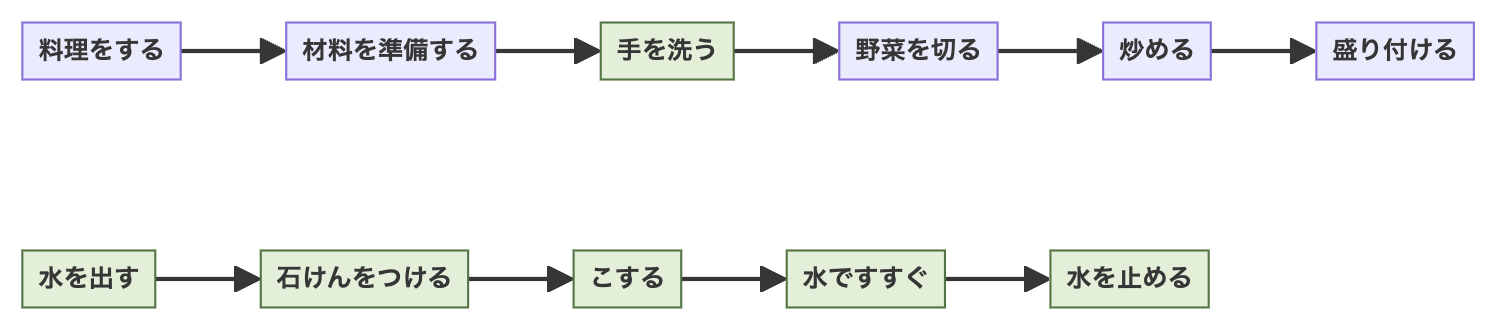 料理をする 材料を準備する 手を洗う 野菜を切る 炒める 盛り付ける
水を出す 石けんをつける こする 水ですすぐ 水を止める